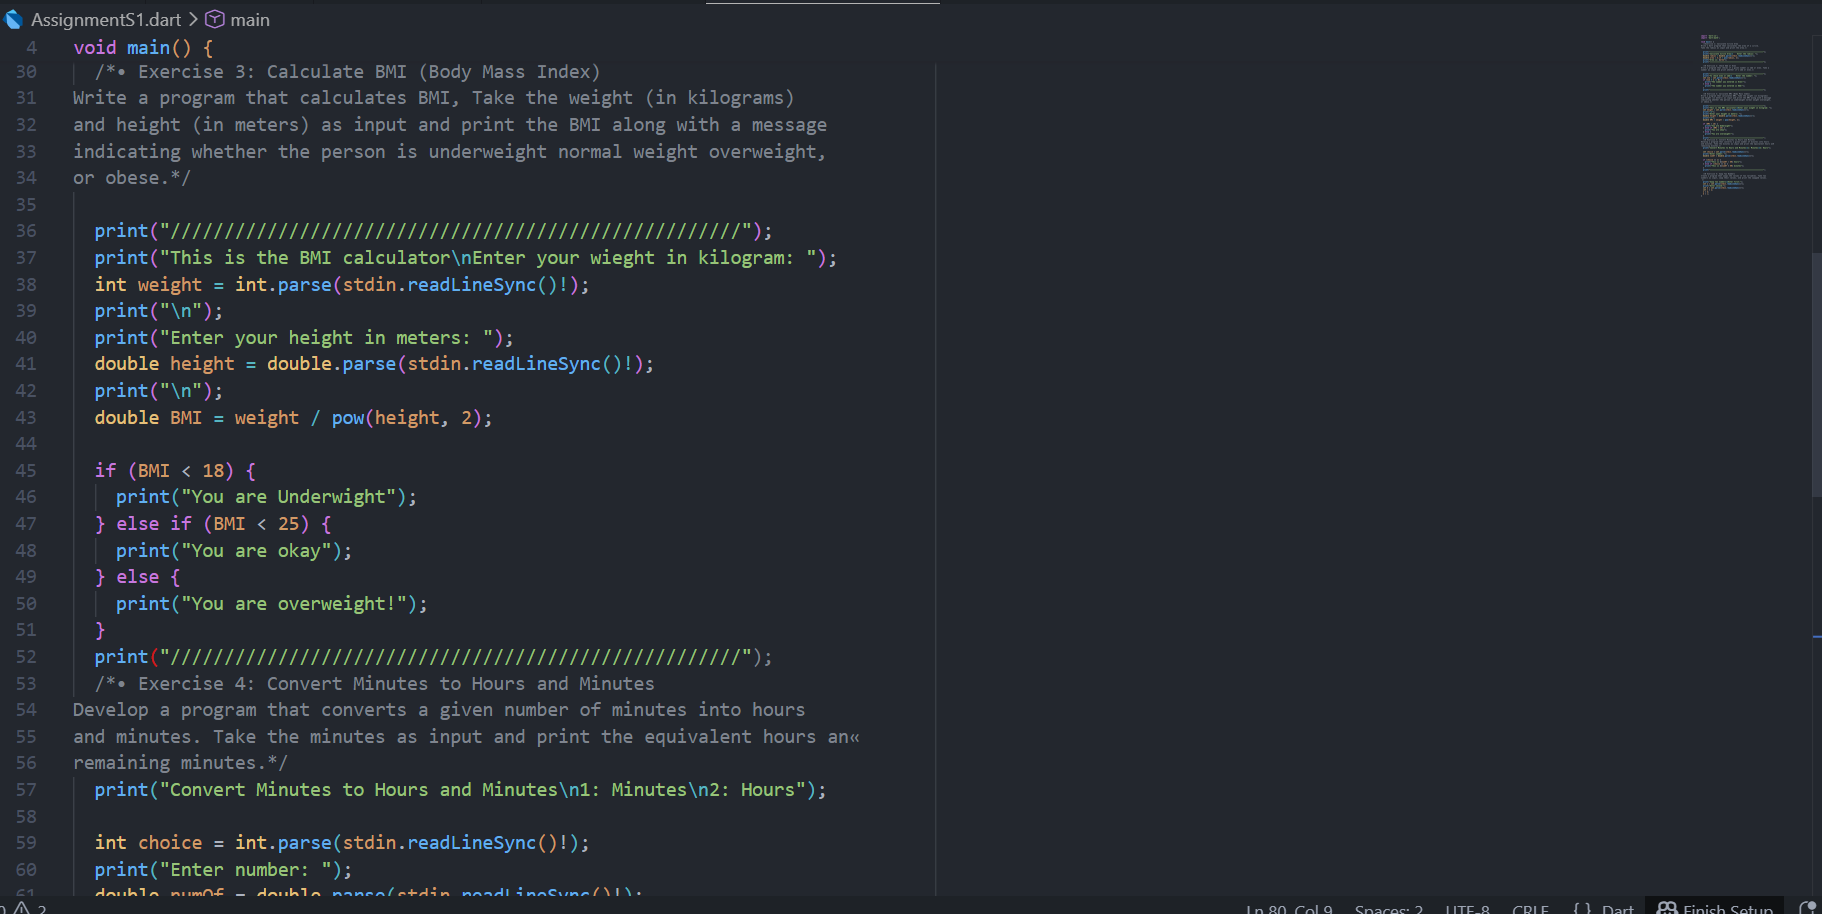 AssignmentS1.dart > main
4 void main() {
30 /*• Exercise 3: Calculate BMI (Body Mass Index)
31 Write a program that calculates BMI, Take the weight (in kilograms)
32 and height (in meters) as input and print the BMI along with a message
33 indicating whether the person is underweight normal weight overweight,
34 or obese.*/
35
36 print("/////////////////////////////////////////////////////");
37 print("This is the BMI calculator\nEnter your wieght in kilogram: ");
38 int weight = int.parse(stdin.readLineSync()!);
39 print("\n");
40 print("Enter your height in meters: ");
41 double height = double.parse(stdin.readLineSync()!);
42 print("\n");
43 double BMI = weight / pow(height, 2);
44
45 if (BMI < 18) {
46 print("You are Underwight");
47 } else if (BMI < 25) {
48 print("You are okay");
49 } else {
50 print("You are overweight!");
51 }
52 print("/////////////////////////////////////////////////////");
53 /*• Exercise 4: Convert Minutes to Hours and Minutes
54 Develop a program that converts a given number of minutes into hours
55 and minutes. Take the minutes as input and print the equivalent hours an«
56 remaining minutes.*/
57 print("Convert Minutes to Hours and Minutes\n1: Minutes\n2: Hours");
58
59 int choice = int.parse(stdin.readLineSync()!);
60 print("Enter number: ");
61 double numOf = double.parse(stdin.readLineSync()!);
0 2 Ln 80, Col 9 Spaces: 2 UTF-8 CRLF {} Dart Finish Setup